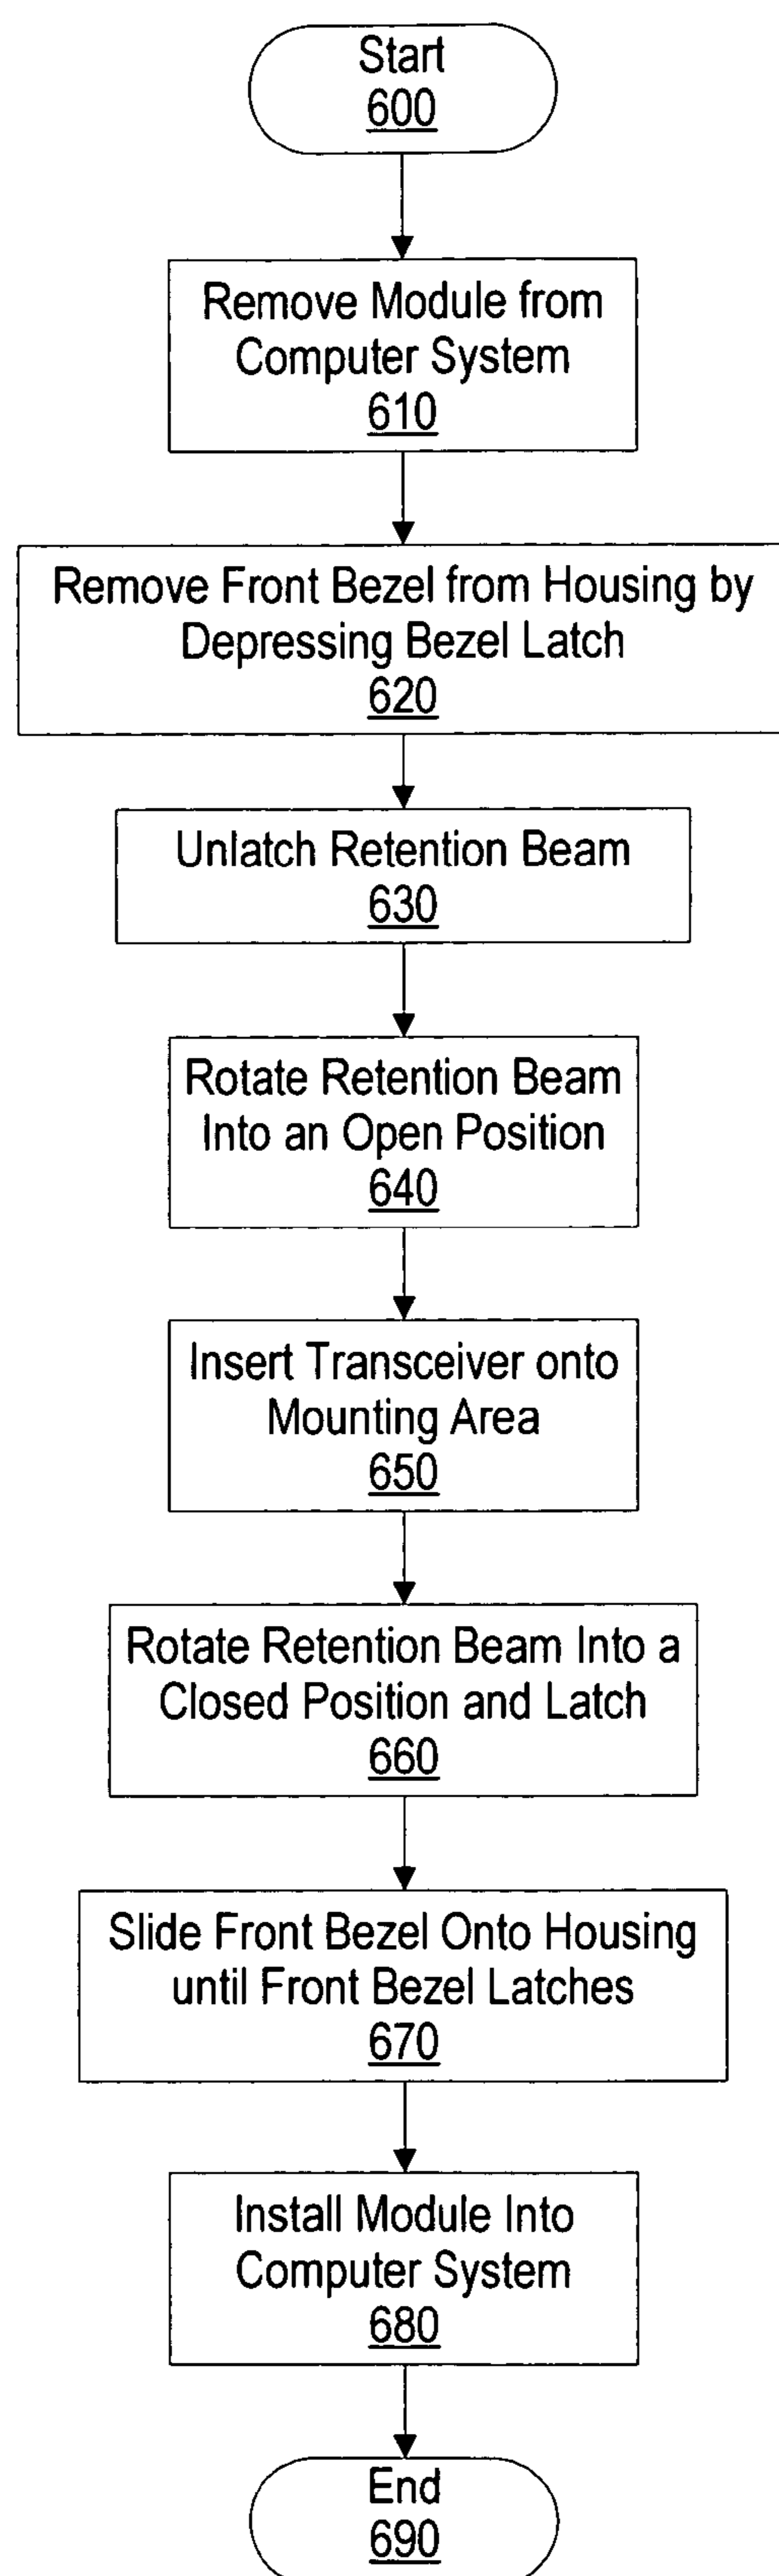 Start
600
Remove Module from
Computer System
610
Remove Front Bezel from Housing by
Depressing Bezel Latch
620
Unlatch Retention Beam
630
Rotate Retention Beam
Into an Open Position
640
Insert Transceiver onto
Mounting Area
650
Rotate Retention Beam Into a
Closed Position and Latch
660
Slide Front Bezel Onto Housing
until Front Bezel Latches
670
Install Module Into
Computer System
680
End
690